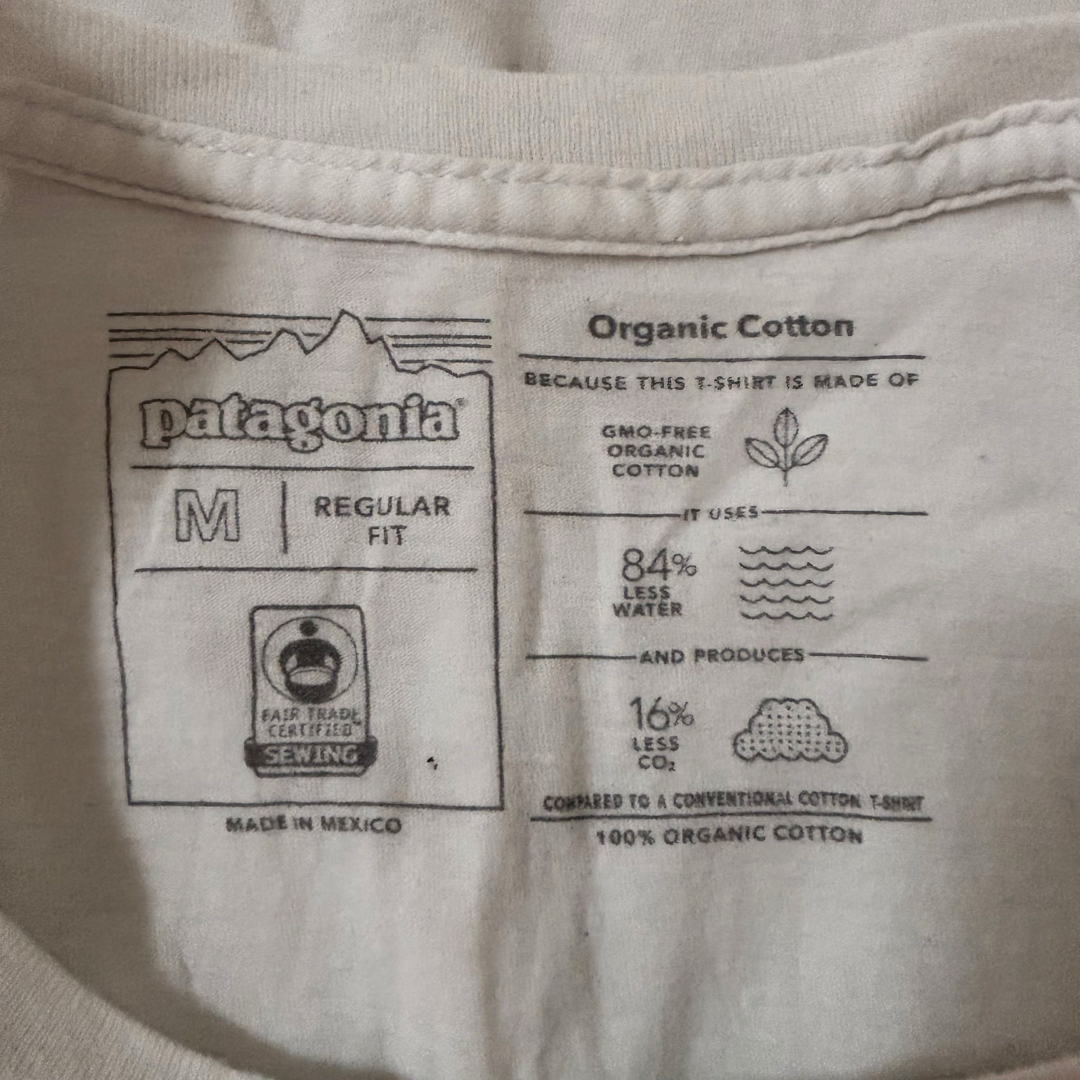 patagonia®
M
REGULAR
FIT
FAIR TRADE
CERTIFIED™
SEWING
MADE IN MEXICO
Organic Cotton
BECAUSE THIS T-SHIRT IS MADE OF
GMO-FREE
ORGANIC
COTTON
IT USES
84%
LESS
WATER
AND PRODUCES
16%
LESS
CO₂
COMPARED TO A CONVENTIONAL COTTON T-SHIRT
100% ORGANIC COTTON